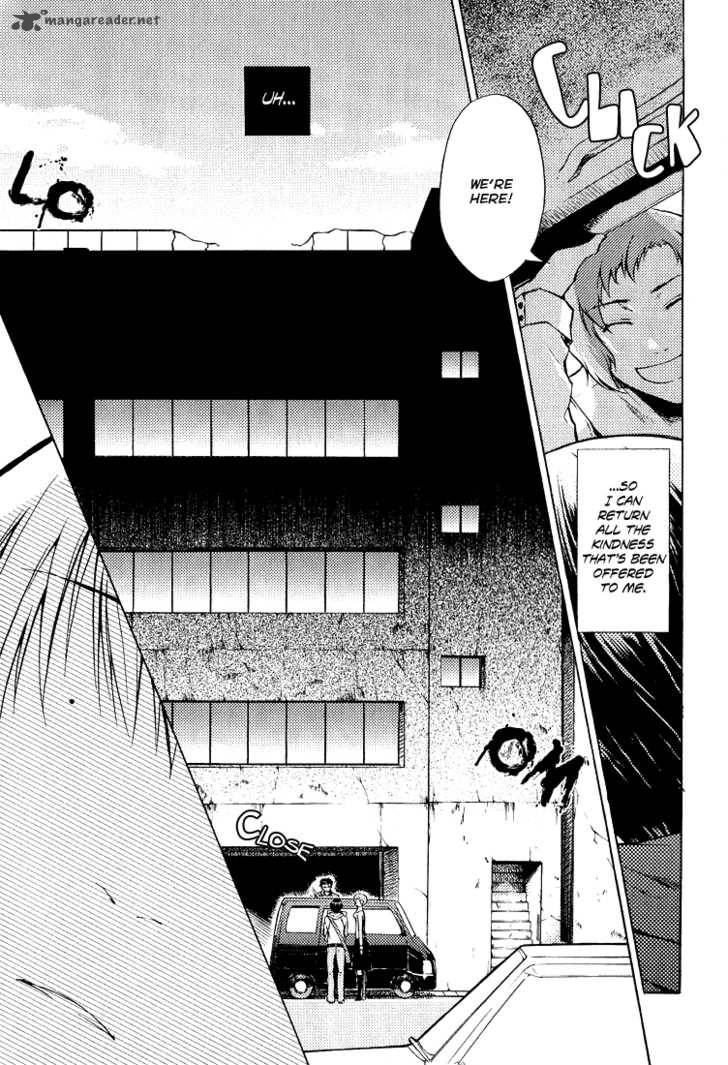 mangareader.net
CLICK
WE'RE
HERE!
...SO
I CAN
RETURN
ALL THE
KINDNESS
THAT'S BEEN
OFFERED
TO ME.
UH...
LO
OM
CLOSE